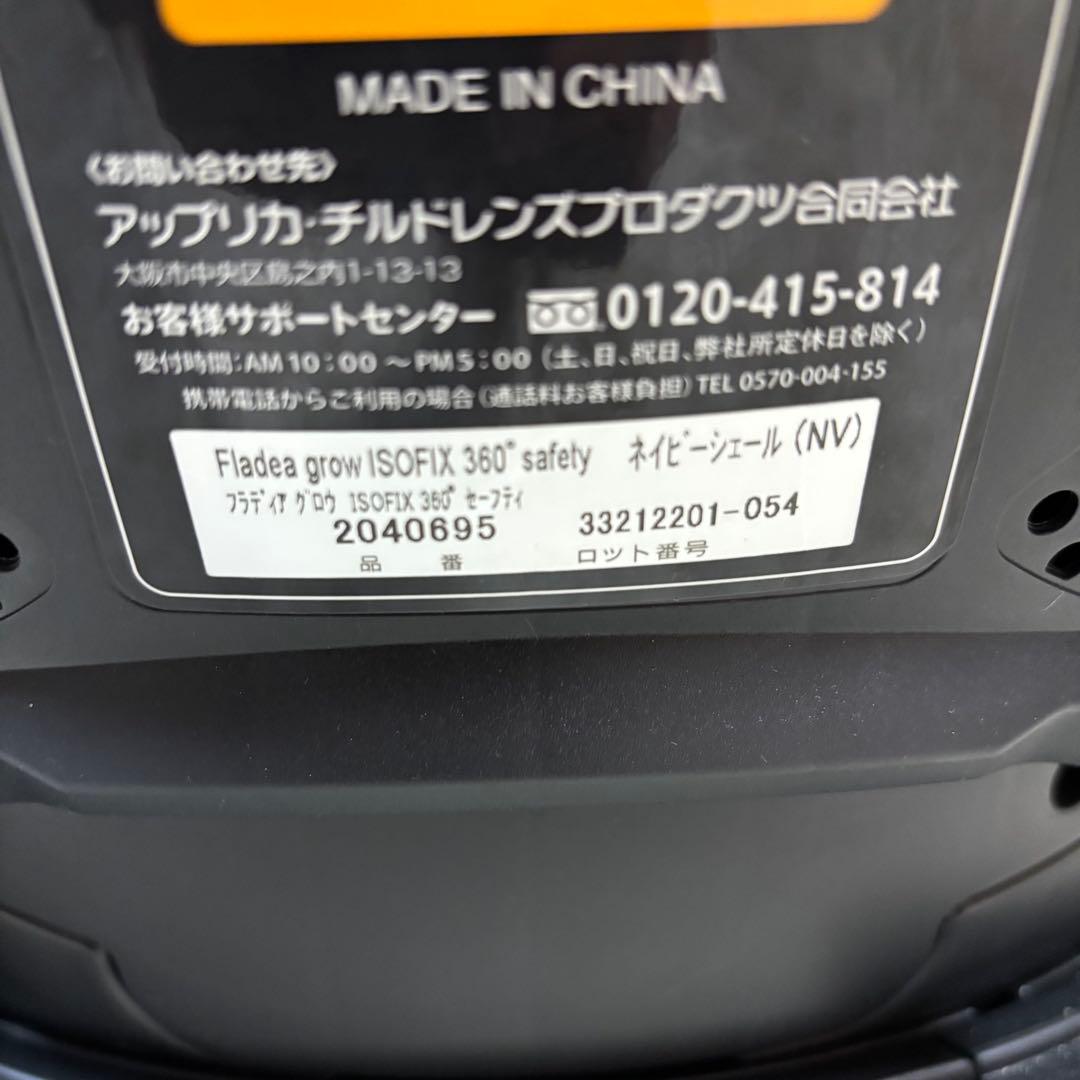 MADE IN CHINA
〈お問い合わせ先〉
アップリカ・チルドレンズプロダクツ合同会社
大阪市中央区島之内1-13-13
お客様サポートセンター 0120-415-814
受付時間:AM10:00～PM5:00（土、日、祝日、弊社所定休日を除く）
携帯電話からご利用の場合（通話料お客様負担）TEL 0570-004-155
Fladea grow ISOFIX 360° safety ネイビーシェール（NV）
フラディア グロウ ISOFIX 360° セーフティ
2040695 33212201-054
品番 ロット番号